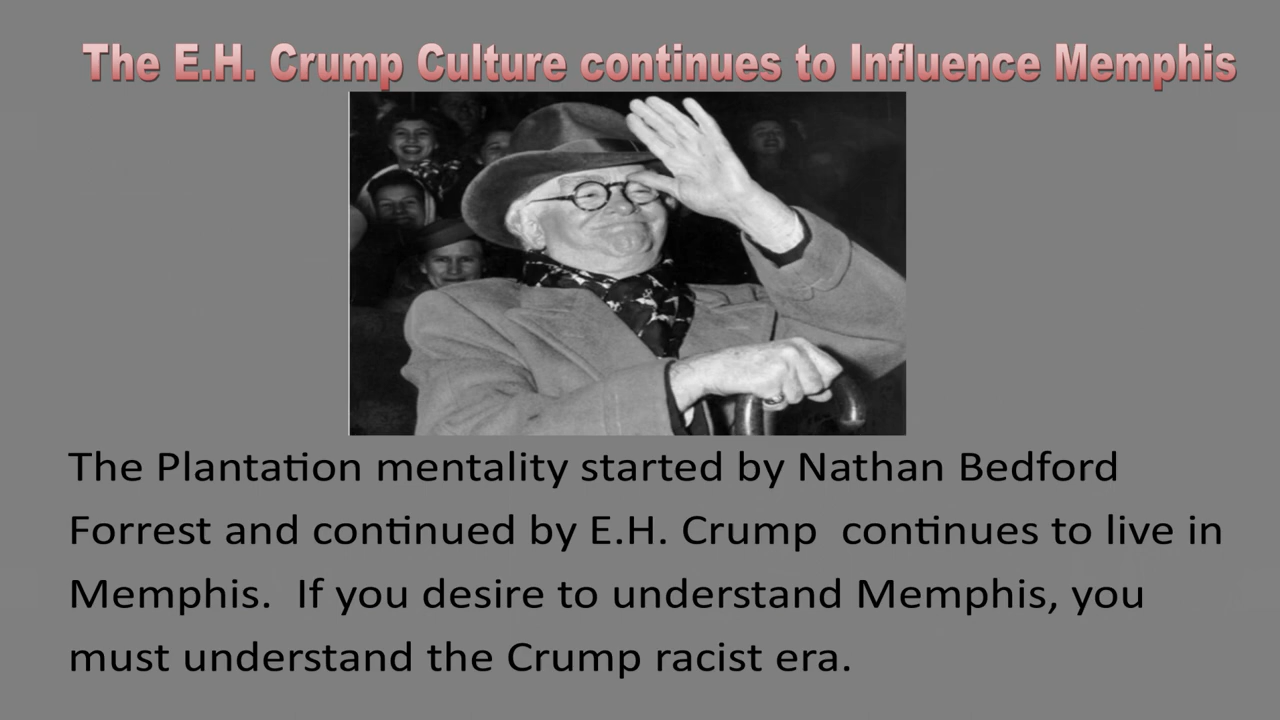 The E.H. Crump Culture continues to Influence Memphis
The Plantation mentality started by Nathan Bedford
Forrest and continued by E.H. Crump  continues to live in
Memphis.  If you desire to understand Memphis, you
must understand the Crump racist era.